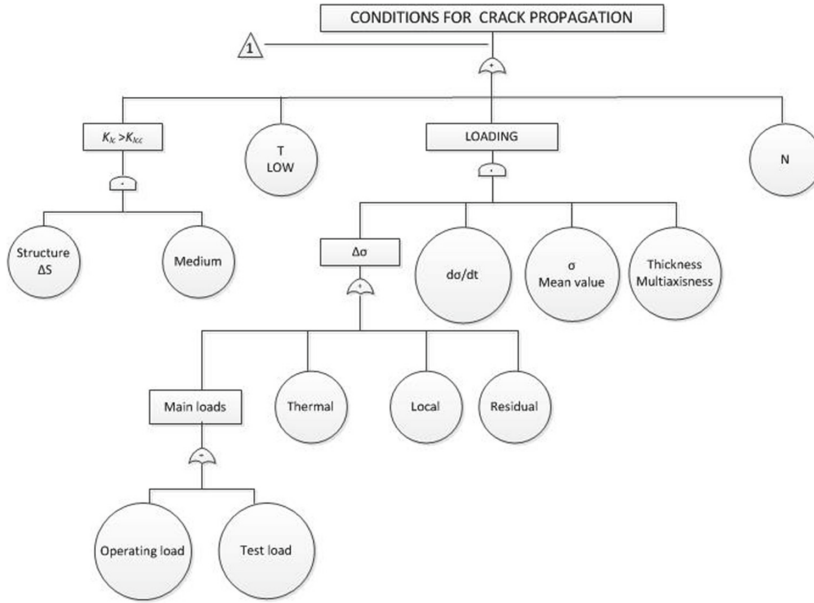 CONDITIONS FOR CRACK PROPAGATION
1
+
KIc >KIcc
T
LOW
LOADING
N
·
·
Structure
ΔS
Medium
Δσ
dσ/dt
σ
Mean value
Thickness
Multiaxisness
+
Main loads
Thermal
Local
Residual
=
Operating load
Test load